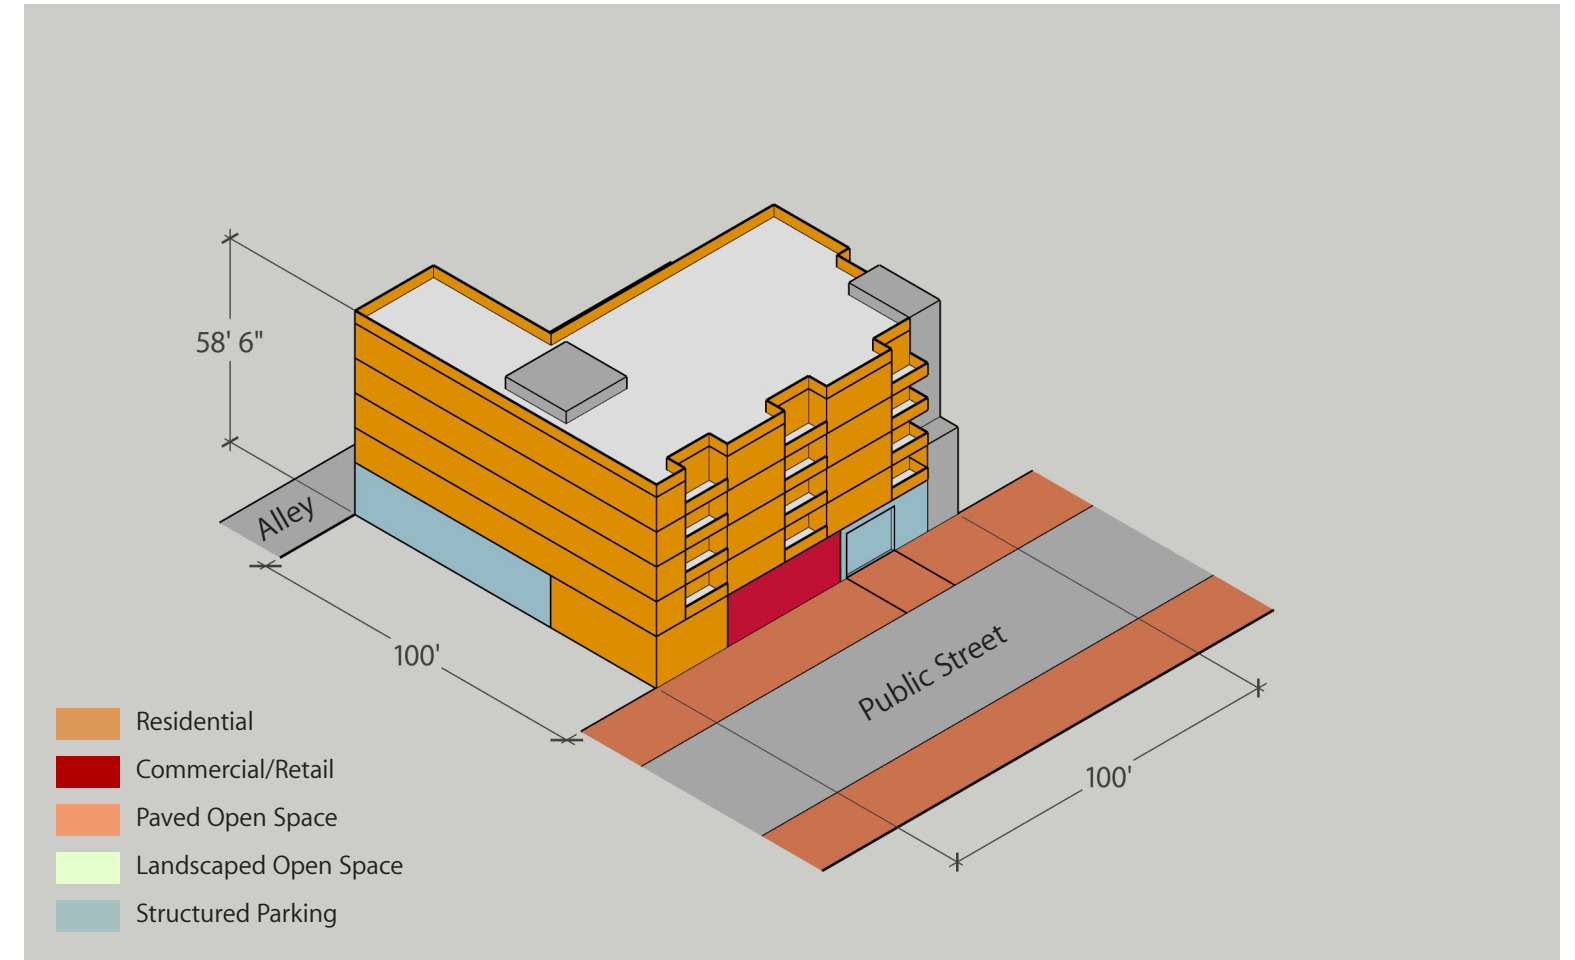 58' 6"
Alley
100'
Public Street
100'
Residential
Commercial/Retail
Paved Open Space
Landscaped Open Space
Structured Parking